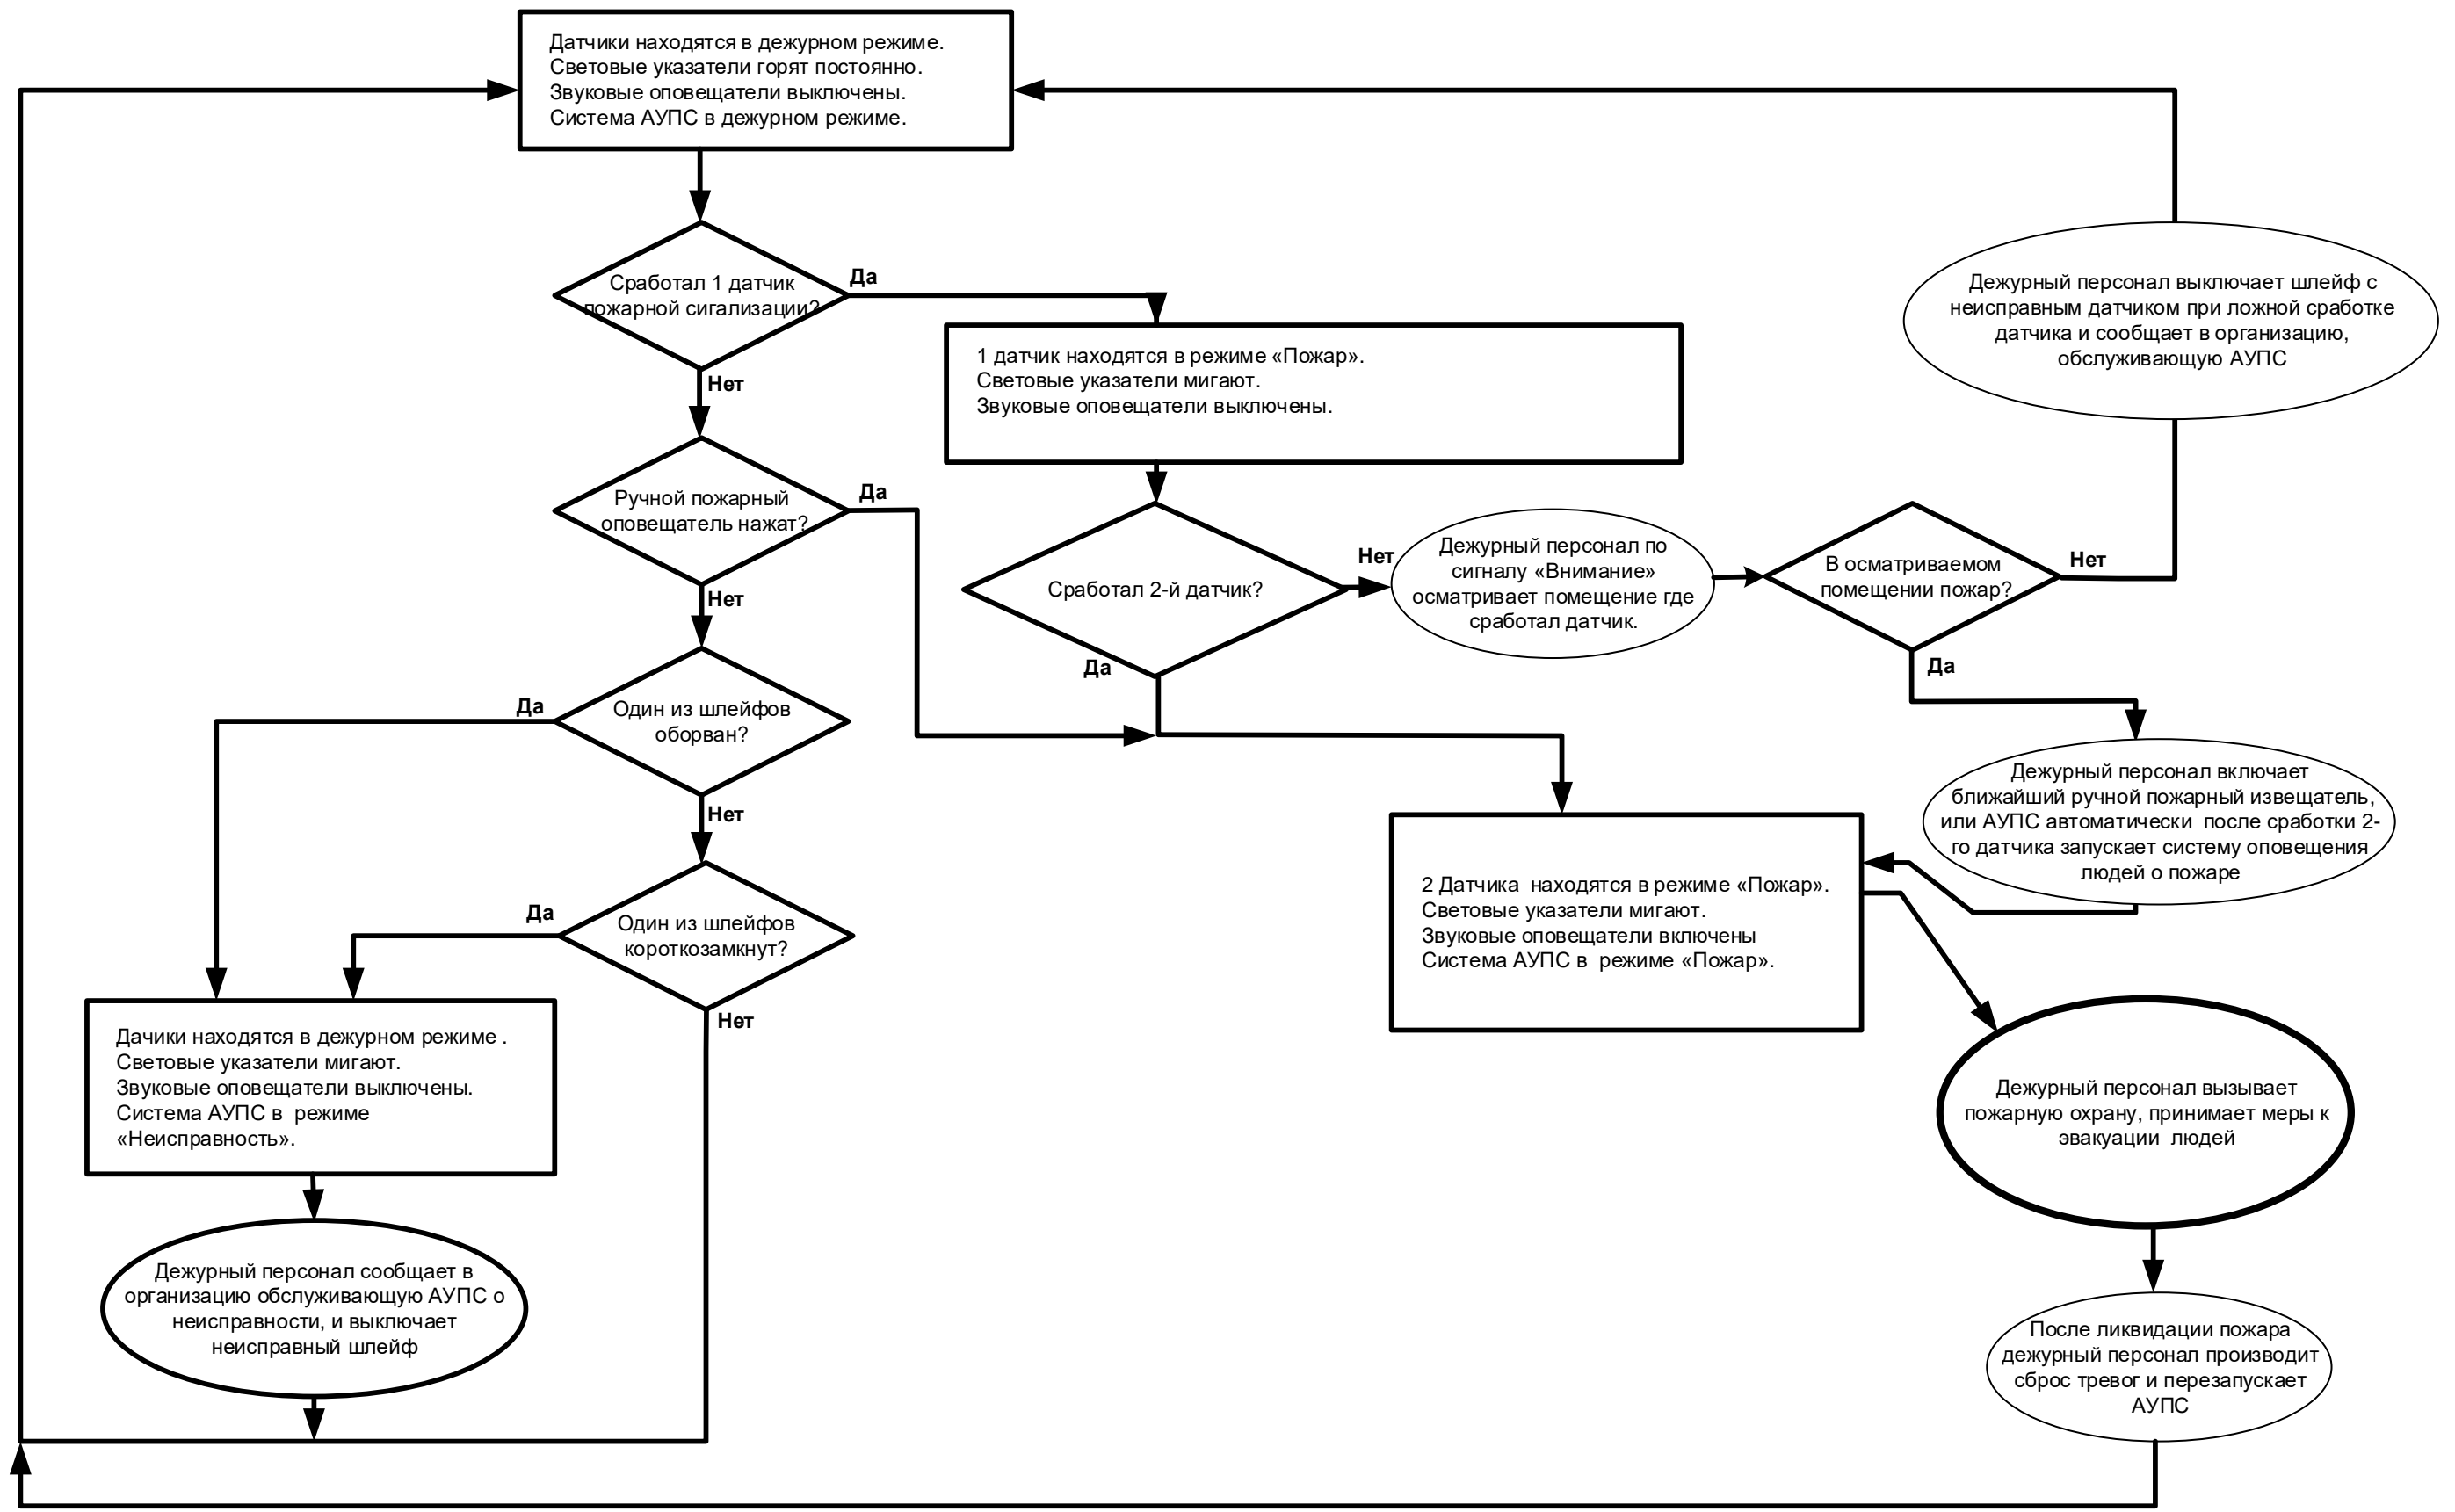 Датчики находятся в дежурном режиме.
Световые указатели горят постоянно.
Звуковые оповещатели выключены.
Система АУПС в дежурном режиме.
Сработал 1 датчик
пожарной сигализации?
Да
Нет
1 датчик находятся в режиме «Пожар».
Световые указатели мигают.
Звуковые оповещатели выключены.
Дежурный персонал выключает шлейф с
неисправным датчиком при ложной сработке
датчика и сообщает в организацию,
обслуживающую АУПС
Ручной пожарный
оповещатель нажат?
Да
Нет
Сработал 2-й датчик?
Нет
Да
Дежурный персонал по
сигналу «Внимание»
осматривает помещение где
сработал датчик.
В осматриваемом
помещении пожар?
Нет
Да
Один из шлейфов
оборван?
Да
Нет
Дежурный персонал включает
ближайший ручной пожарный извещатель,
или АУПС автоматически после сработки 2-
го датчика запускает систему оповещения
людей о пожаре
Один из шлейфов
короткозамкнут?
Да
Нет
2 Датчика находятся в режиме «Пожар».
Световые указатели мигают.
Звуковые оповещатели включены
Система АУПС в режиме «Пожар».
Дачики находятся в дежурном режиме .
Световые указатели мигают.
Звуковые оповещатели выключены.
Система АУПС в режиме
«Неисправность».
Дежурный персонал вызывает
пожарную охрану, принимает меры к
эвакуации людей
Дежурный персонал сообщает в
организацию обслуживающую АУПС о
неисправности, и выключает
неисправный шлейф
После ликвидации пожара
дежурный персонал производит
сброс тревог и перезапускает
АУПС